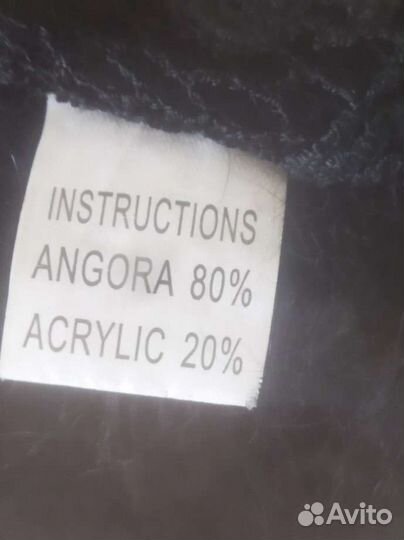 INSTRUCTIONS
ANGORA 80%
ACRYLIC 20%
Avito